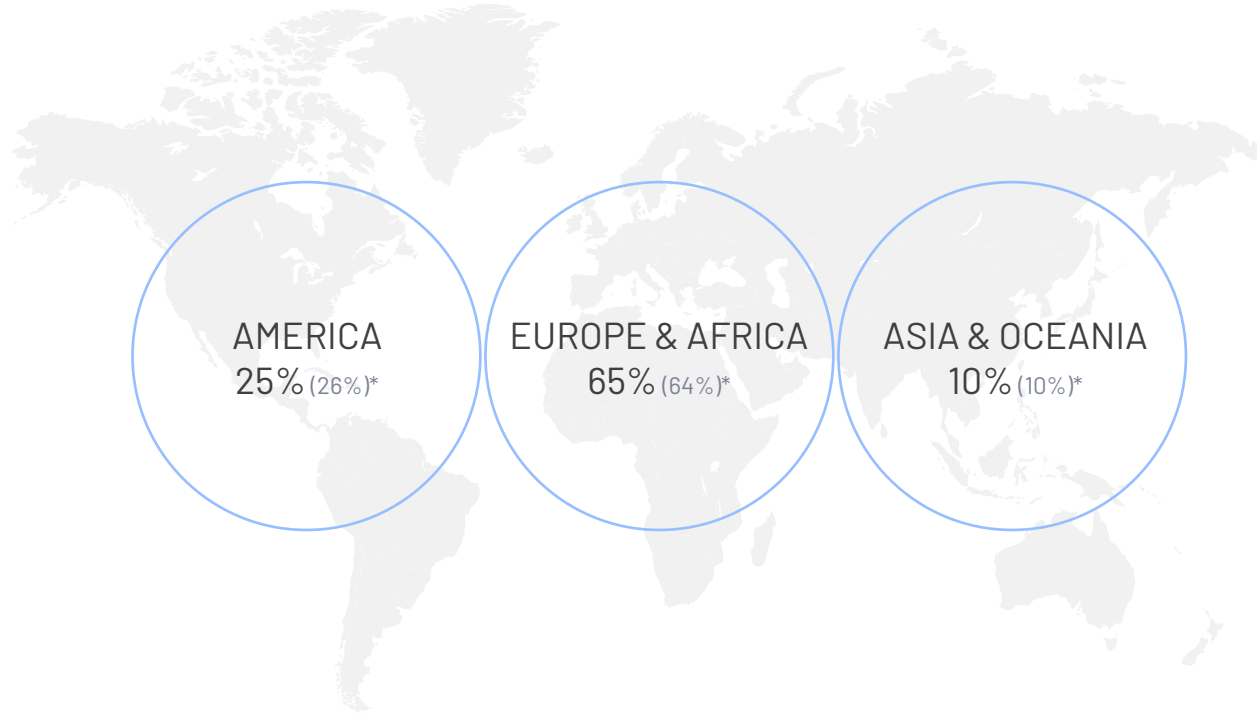 AMERICA
25% (26%)*
EUROPE & AFRICA
65% (64%)*
ASIA & OCEANIA
10% (10%)*